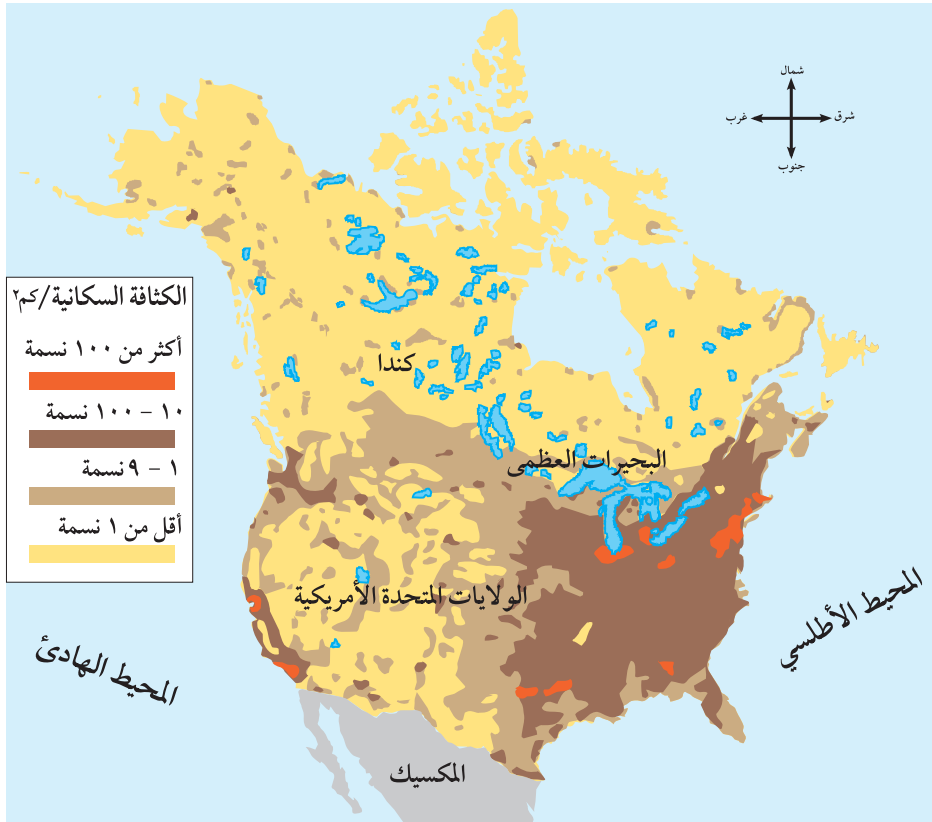 شمال
شرق
غرب
جنوب
الكثافة السكانية/كم٢
أكثر من ١٠٠ نسمة
١٠ - ١٠٠ نسمة
١ - ٩ نسمة
أقل من ١ نسمة
كندا
البحيرات العظمى
الولايات المتحدة الأمريكية
المحيط الأطلسي
المحيط الهادئ
المكسيك